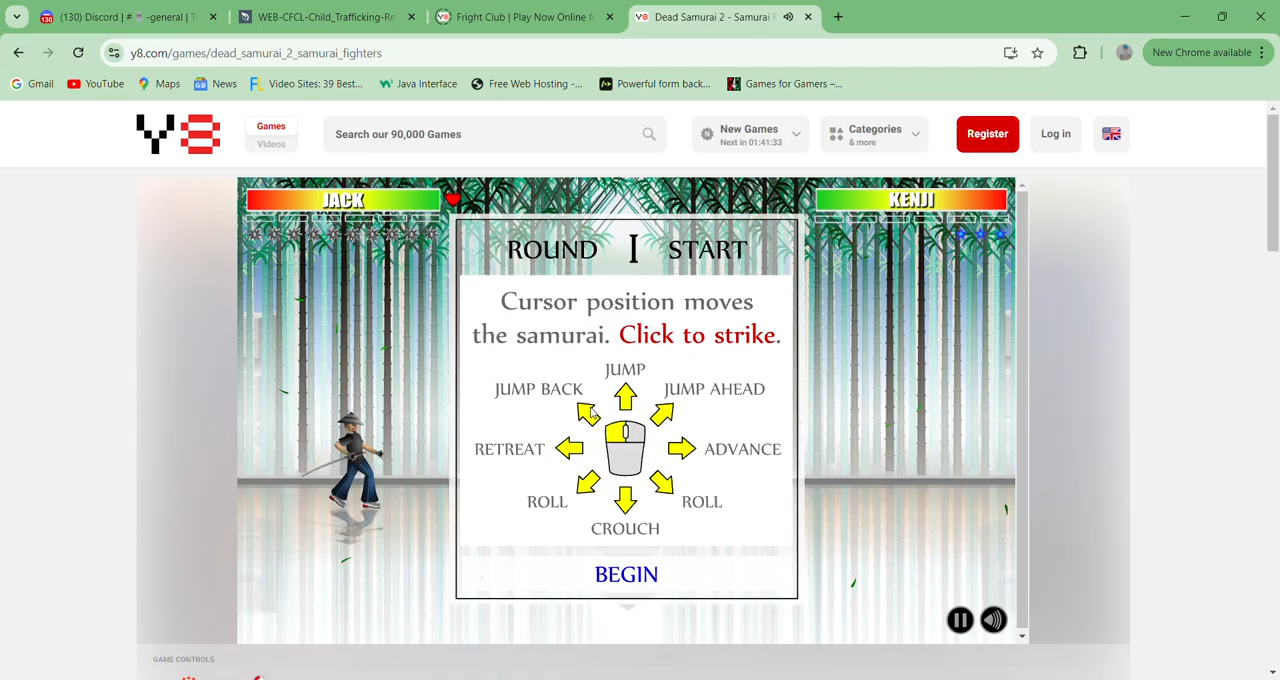 (130) Discord | # -general | T
WEB-CFCL-Child_Trafficking-Re
Fright Club | Play Now Online f
Y8 Dead Samurai 2 - Samurai F
y8.com/games/dead_samurai_2_samurai_fighters
New Chrome available
Gmail
YouTube
Maps
News
Video Sites: 39 Best...
Java Interface
Free Web Hosting -...
Powerful form back...
Games for Gamers –...
Y8
Games
Videos
Search our 90,000 Games
New Games
Next in 01:41:33
Categories
& more
Register
Log in
JACK
KENJI
ROUND I START
Cursor position moves
the samurai. Click to strike.
JUMP
JUMP BACK
JUMP AHEAD
RETREAT
ADVANCE
ROLL
ROLL
CROUCH
BEGIN
GAME CONTROLS